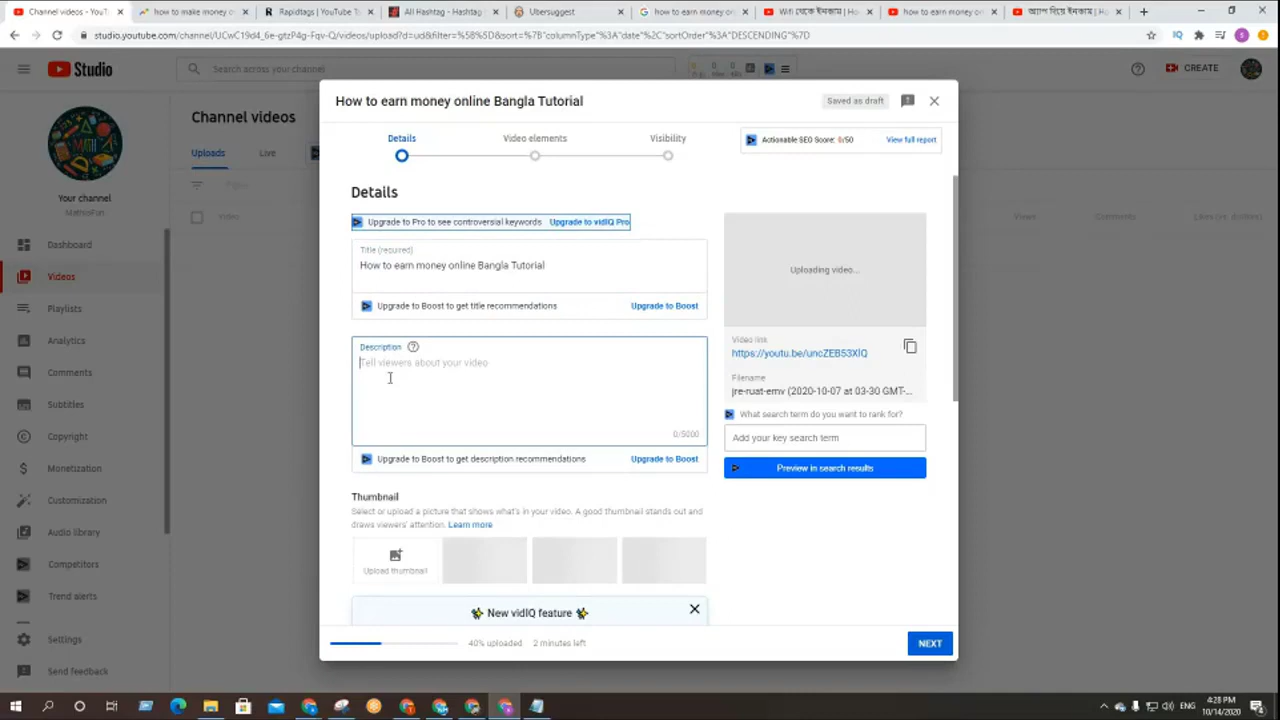 Channel videos - YouT
how to make money o
Rapidtags | YouTube T
All Hashtag - Hashtag
Ubersuggest
how to earn money on
Wifi থেকে ইনকাম | Ho
how to earn money on
অ্যাপ দিয়ে ইনকাম | H
studio.youtube.com/channel/UCwC19d4_6e-gtzP4g-Fqv-Q/videos/upload?d=ud&filter=%5B%5D&sort=%7B"columnType"%3A"date"%2C"sortOrder"%3A"DESCENDING"%7D
Studio
Search across your channel
CREATE
How to earn money online Bangla Tutorial
Saved as draft
Details
Video elements
Visibility
Actionable SEO Score: 0/50
View full report
Channel videos
Uploads
Live
Filter
Video
Views
Comments
Your channel
Dashboard
Videos
Playlists
Analytics
Comments
Subtitles
Copyright
Monetization
Customization
Audio library
Competitors
Trend alerts
Settings
Send feedback
Details
Upgrade to Pro to see controversial keywords Upgrade to vidIQ Pro
Title (required)
How to earn money online Bangla Tutorial
Upgrade to Boost to get title recommendations Upgrade to Boost
Description
Tell viewers about your video
0/5000
Upgrade to Boost to get description recommendations Upgrade to Boost
Thumbnail
Select or upload a picture that shows what's in your video. A good thumbnail stands out and
draws viewers' attention. Learn more
Upload thumbnail
New vidIQ feature
Uploading video...
Video link
https://youtu.be/uncZEB53XlQ
Filename
jre-ruat-emv (2020-10-07 at 03-30 GMT-...
What search term do you want to rank for?
Add your key search term
Preview in search results
40% uploaded 2 minutes left
NEXT
ENG
4:28 PM
10/14/2020